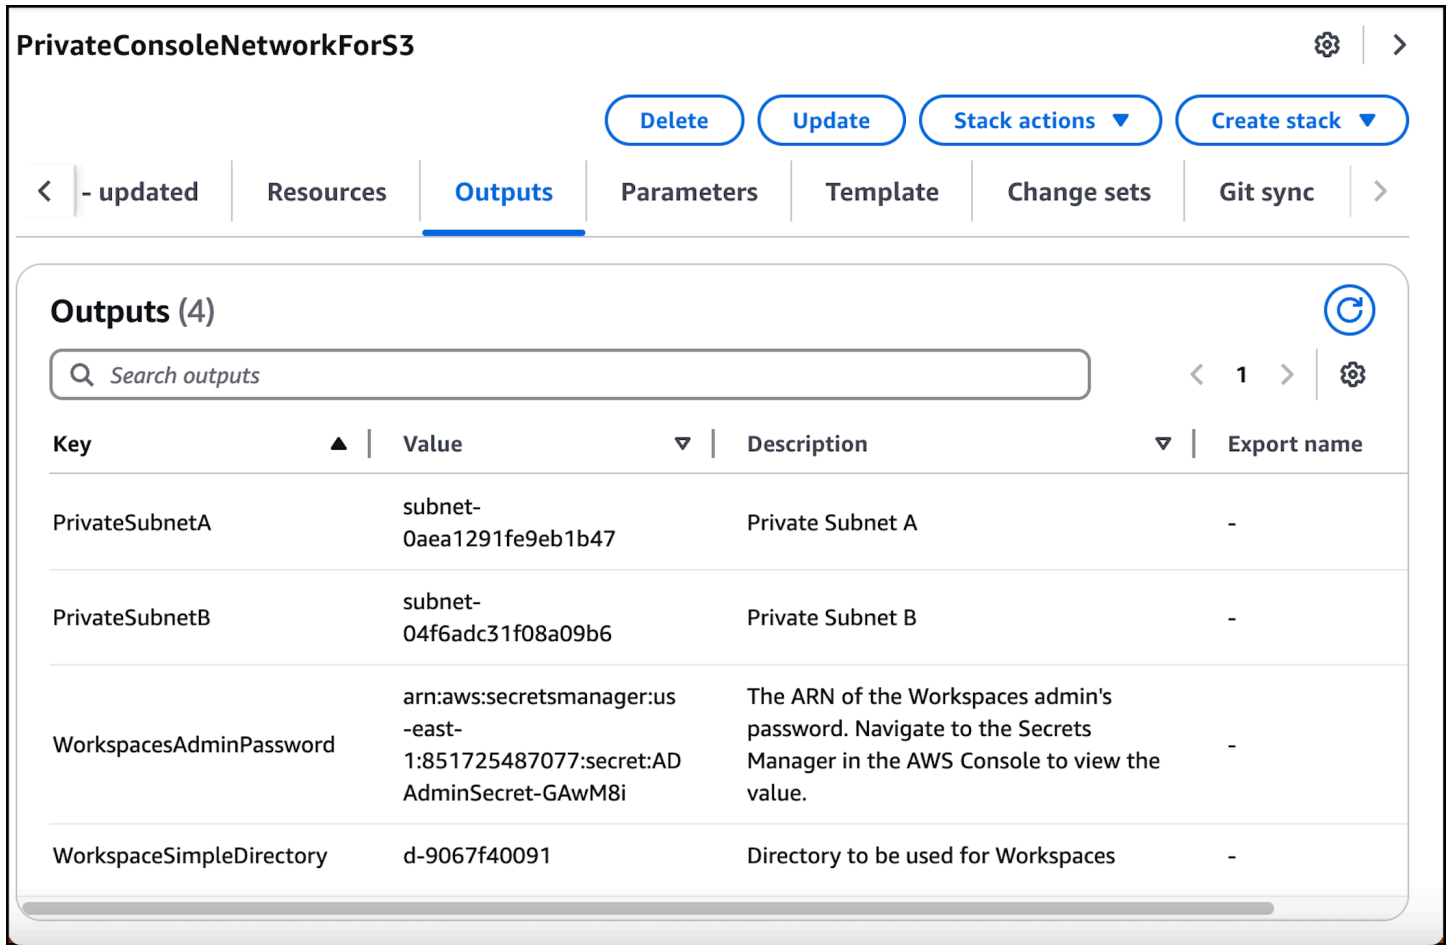 PrivateConsoleNetworkForS3
Delete
Update
Stack actions
Create stack
- updated
Resources
Outputs
Parameters
Template
Change sets
Git sync
Outputs (4)
Search outputs
1
Key
Value
Description
Export name
PrivateSubnetA
subnet-
0aea1291fe9eb1b47
Private Subnet A
-
PrivateSubnetB
subnet-
04f6adc31f08a09b6
Private Subnet B
-
WorkspacesAdminPassword
arn:aws:secretsmanager:us
-east-
1:851725487077:secret:AD
AdminSecret-GAwM8i
The ARN of the Workspaces admin's
password. Navigate to the Secrets
Manager in the AWS Console to view the
value.
-
WorkspaceSimpleDirectory
d-9067f40091
Directory to be used for Workspaces
-